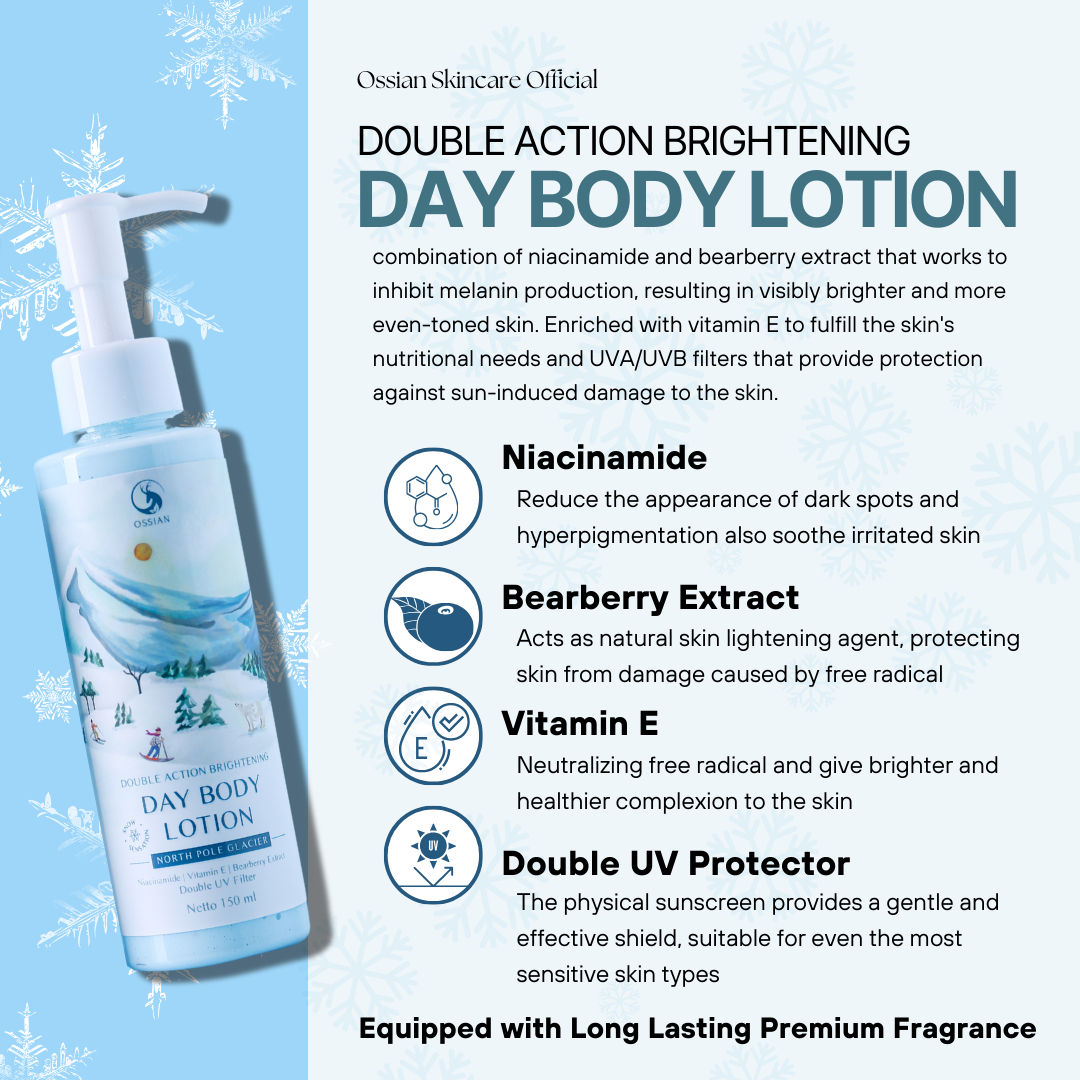 Ossian Skincare Official
DOUBLE ACTION BRIGHTENING
DAY BODY LOTION
combination of niacinamide and bearberry extract that works to
inhibit melanin production, resulting in visibly brighter and more
even-toned skin. Enriched with vitamin E to fulfill the skin's
nutritional needs and UVA/UVB filters that provide protection
against sun-induced damage to the skin.
Niacinamide
Reduce the appearance of dark spots and
hyperpigmentation also soothe irritated skin
Bearberry Extract
Acts as natural skin lightening agent, protecting
skin from damage caused by free radical
E
Vitamin E
Neutralizing free radical and give brighter and
healthier complexion to the skin
UV
Double UV Protector
The physical sunscreen provides a gentle and
effective shield, suitable for even the most
sensitive skin types
Equipped with Long Lasting Premium Fragrance
OSSIAN
DOUBLE ACTION BRIGHTENING
DAY BODY
LOTION
SNOW SENSATION
NORTH POLE GLACIER
Niacinamide | Vitamin E | Bearberry Extract
Double UV Filter
Netto 150 ml